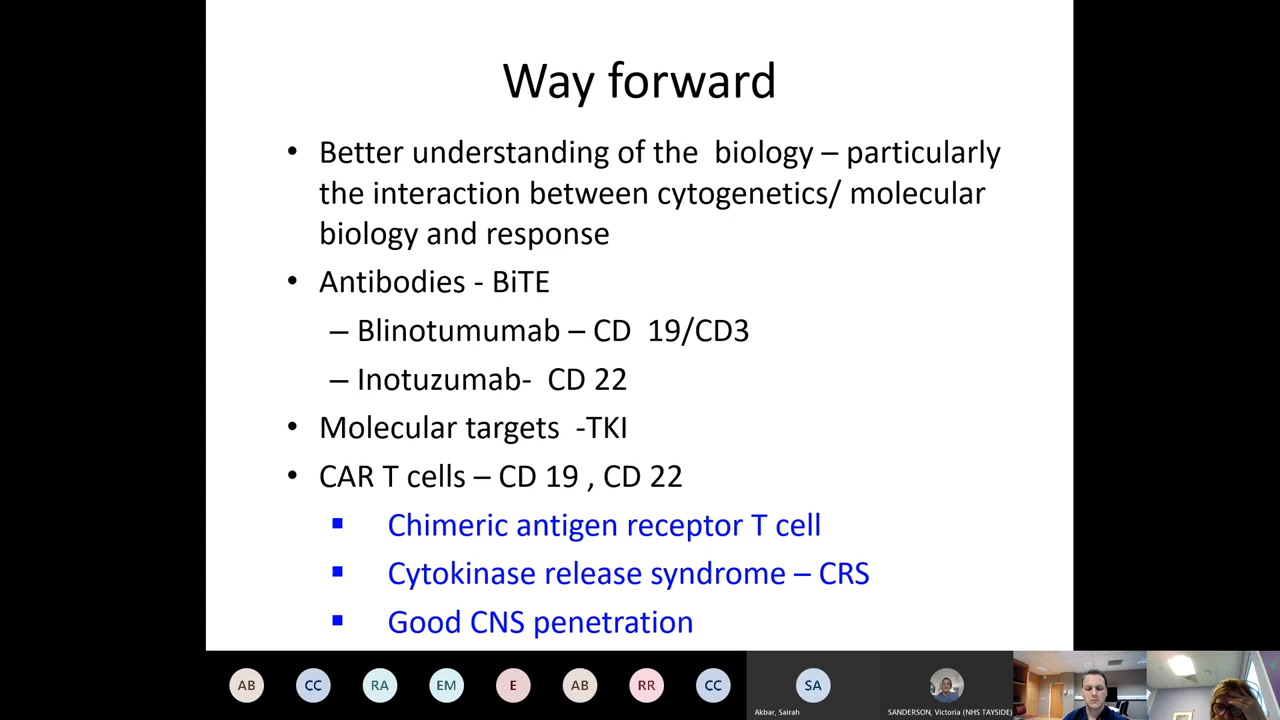 Way forward
• Better understanding of the biology – particularly
the interaction between cytogenetics/ molecular
biology and response
• Antibodies - BiTE
– Blinotumumab – CD 19/CD3
– Inotuzumab- CD 22
• Molecular targets -TKI
• CAR T cells – CD 19 , CD 22
▪ Chimeric antigen receptor T cell
▪ Cytokinase release syndrome – CRS
▪ Good CNS penetration
AB CC RA EM E AB RR CC SA
Akbar, Sairah SANDERSON, Victoria (NHS TAYSIDE)